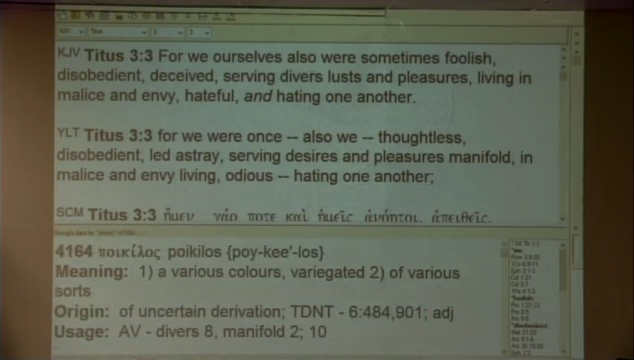 KJV Titus 3 3
KJV Titus 3:3 For we ourselves also were sometimes foolish,
disobedient, deceived, serving divers lusts and pleasures, living in
malice and envy, hateful, and hating one another.
YLT Titus 3:3 for we were once -- also we -- thoughtless,
disobedient, led astray, serving desires and pleasures manifold, in
malice and envy living, odious -- hating one another;
SCM Titus 3:3 ἦμεν γάρ ποτε καὶ ἡμεῖς ἀνόητοι, ἀπειθεῖς,
4164 ποικίλος poikilos {poy-kee'-los}
Meaning: 1) a various colours, variegated 2) of various
sorts
Origin: of uncertain derivation; TDNT - 6:484,901; adj
Usage: AV - divers 8, manifold 2; 10